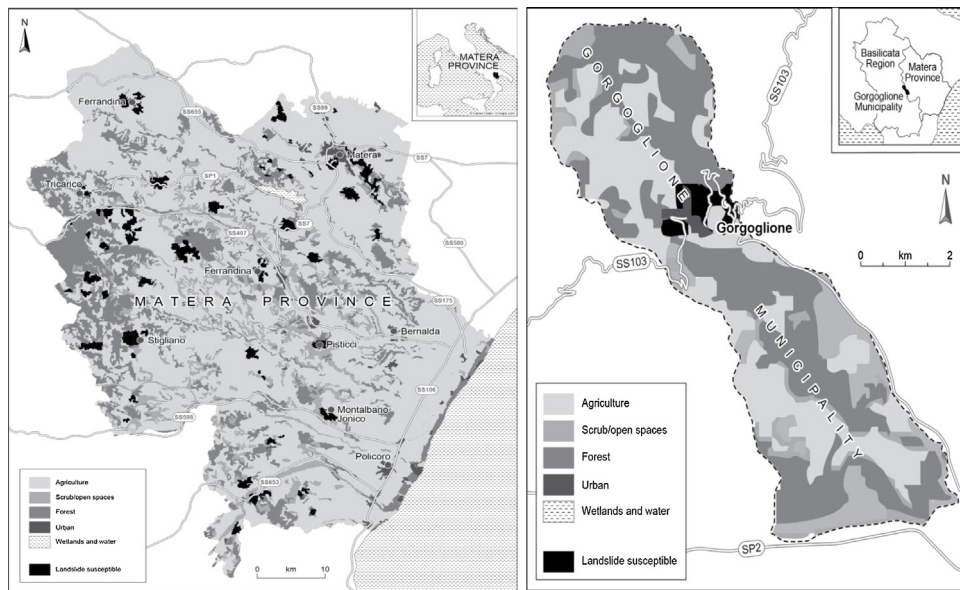 N
MATERA
PROVINCE
Ferrandina
SS655
SS99
Matera
SS7
Tricarico
SP1
SS7
SS407
SS580
Ferrandina
MATERA PROVINCE
SS175
Bernalda
Stigliano
Pisticci
SS106
Montalbano
Jonico
SS598
Policoro
SS653
Agriculture
Scrub/open spaces
Forest
Urban
Wetlands and water
Landslide susceptible
0 km 10
GORGOGLIONE
SS103
Basilicata
Region
Matera
Province
Gorgoglione
Municipality
N
Gorgoglione
0 km 2
SS103
MUNICIPALITY
Agriculture
Scrub/open spaces
Forest
Urban
Wetlands and water
Landslide susceptible
SP2